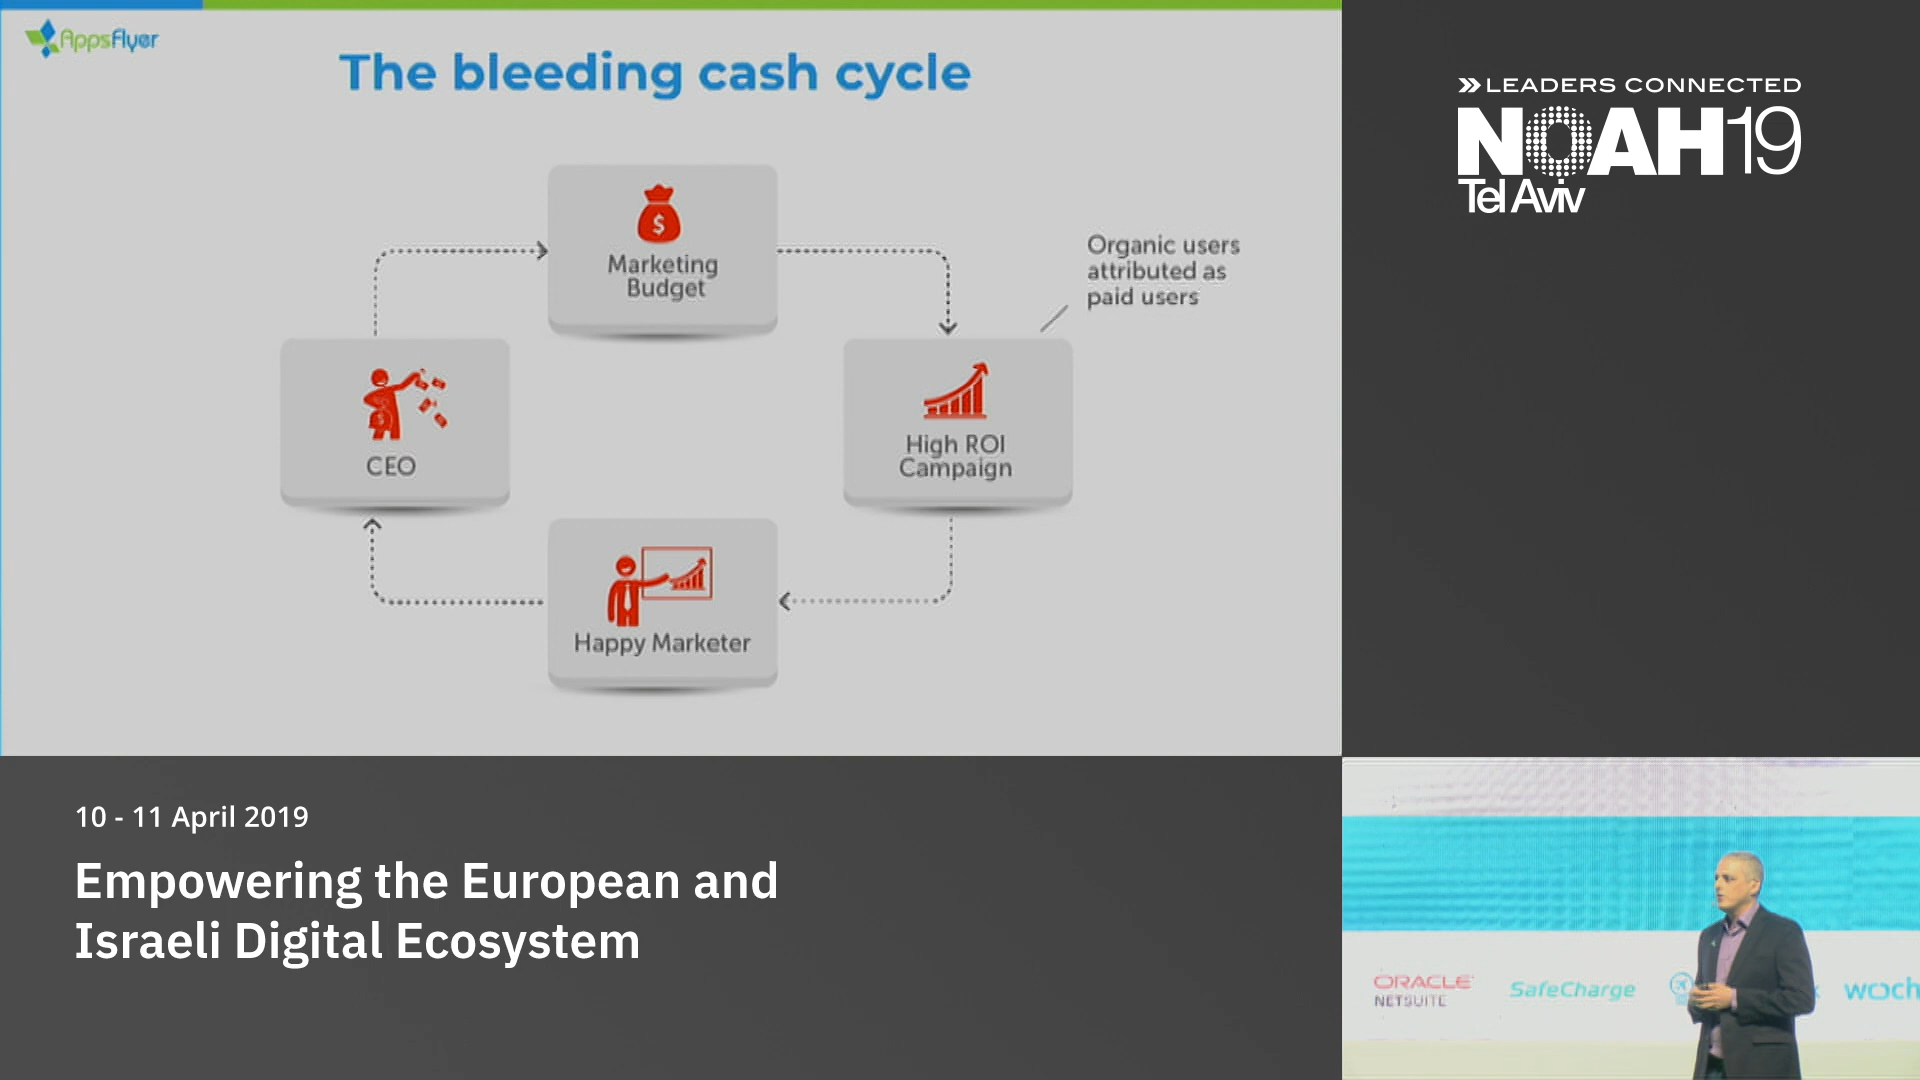 AppsFlyer
The bleeding cash cycle
$
Marketing
Budget
Organic users
attributed as
paid users
$
CEO
High ROI
Campaign
Happy Marketer
LEADERS CONNECTED
NOAH19
Tel Aviv
10 - 11 April 2019
Empowering the European and
Israeli Digital Ecosystem
ORACLE
NETSUITE
SafeCharge
wooch